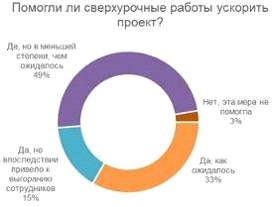 Помогли ли сверхурочные работы ускорить
проект?
Да, но в меньшей
степени, чем
ожидалось
49%
Нет, эта мера не
помогла
3%
Да, но
впоследствии
привело к
выгоранию
сотрудников
15%
Да, как
ожидалось
33%